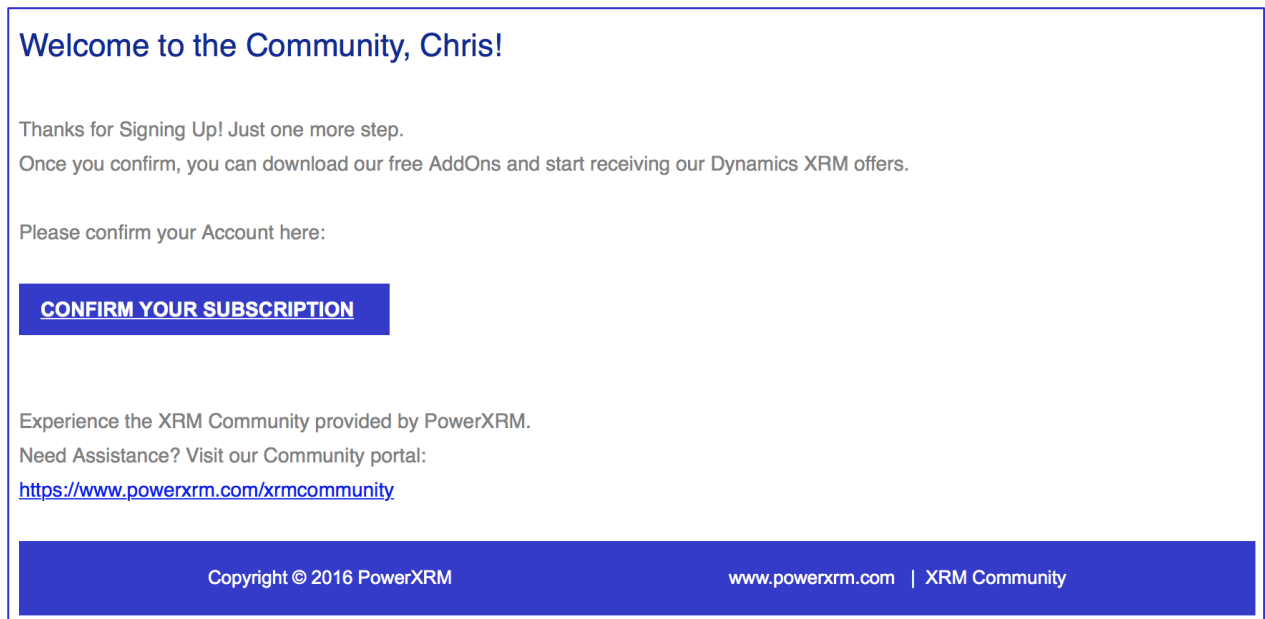 Welcome to the Community, Chris!
Thanks for Signing Up! Just one more step.
Once you confirm, you can download our free AddOns and start receiving our Dynamics XRM offers.
Please confirm your Account here:
CONFIRM YOUR SUBSCRIPTION
Experience the XRM Community provided by PowerXRM.
Need Assistance? Visit our Community portal:
https://www.powerxrm.com/xrmcommunity
Copyright © 2016 PowerXRM www.powerxrm.com | XRM Community